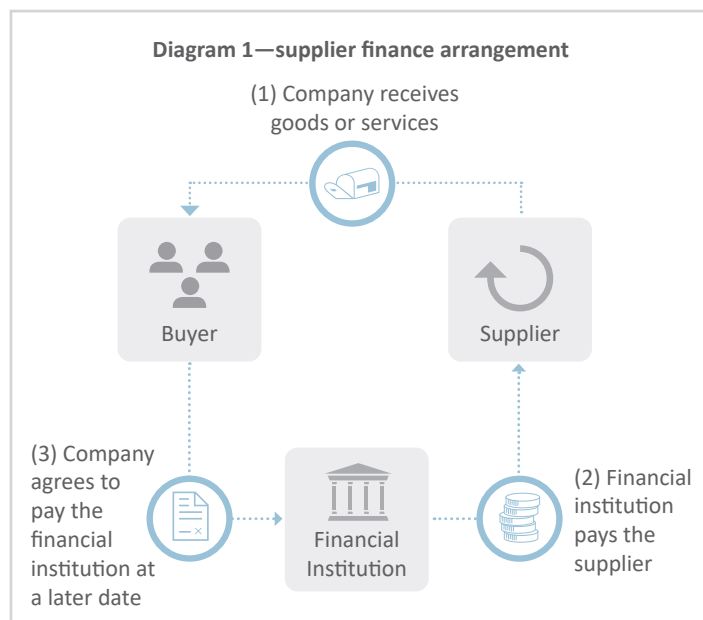 Diagram 1—supplier finance arrangement
(1) Company receives
goods or services
Buyer
Supplier
(3) Company
agrees to
pay the
financial
institution at
a later date
Financial
Institution
(2) Financial
institution
pays the
supplier